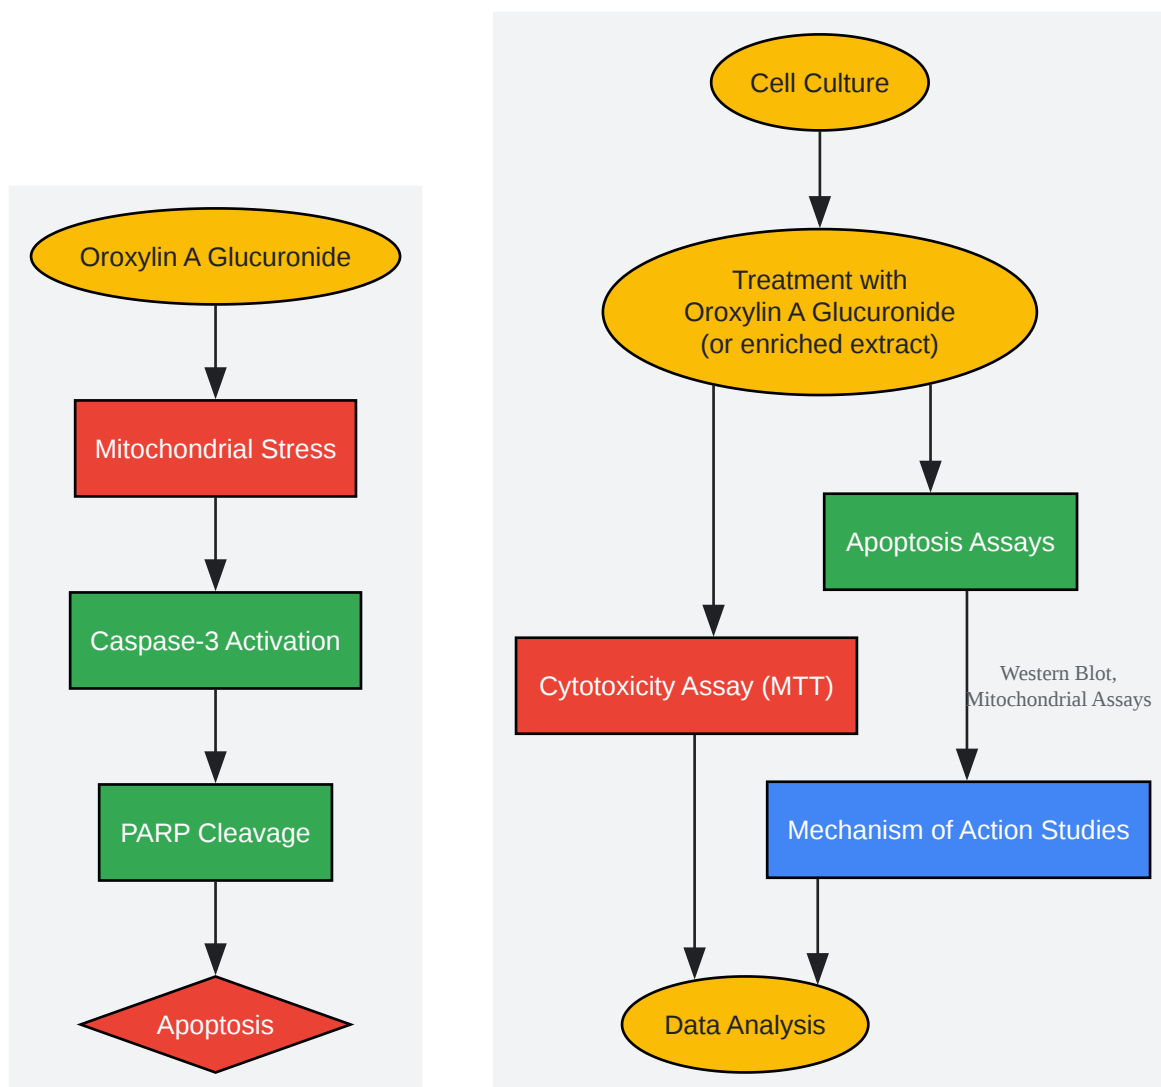 Oroxylin A Glucuronide
Mitochondrial Stress
Caspase-3 Activation
PARP Cleavage
Apoptosis
Cell Culture
Treatment with
Oroxylin A Glucuronide
(or enriched extract)
Apoptosis Assays
Cytotoxicity Assay (MTT)
Western Blot,
Mitochondrial Assays
Mechanism of Action Studies
Data Analysis